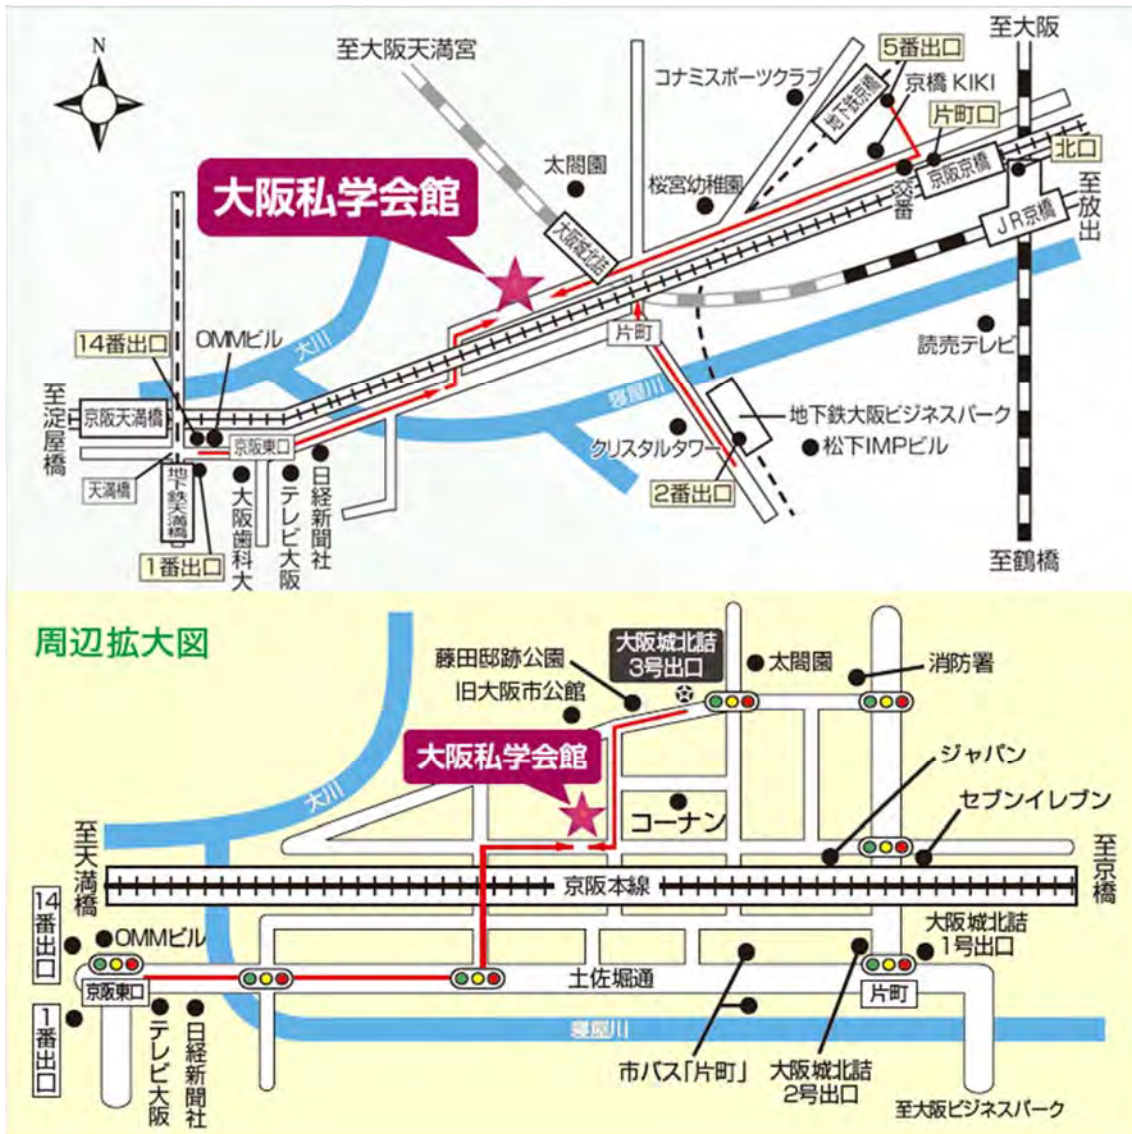 N
至大阪天満宮
至大阪
5番出口
コナミスポーツクラブ
地下鉄京橋
京橋 KIKI
片町口
北口
太閤園
大阪私学会館
桜宮幼稚園
交番
京阪京橋
至放出
JR京橋
大阪城北詰
14番出口
OMMビル
大川
片町
読売テレビ
至淀屋橋
京阪天満橋
寝屋川
地下鉄大阪ビジネスパーク
京阪東口
クリスタルタワー
松下IMPビル
天満橋
地下鉄天満橋
大阪歯科大
テレビ大阪
日経新聞社
2番出口
1番出口
至鶴橋
周辺拡大図
藤田邸跡公園
大阪城北詰
3号出口
太閤園
消防署
旧大阪市公館
大阪私学会館
ジャパン
大川
コーナン
セブンイレブン
至天満橋
京阪本線
至京橋
14番出口
OMMビル
大阪城北詰
1号出口
京阪東口
土佐堀通
片町
1番出口
テレビ大阪
日経新聞社
寝屋川
市バス「片町」
大阪城北詰
2号出口
至大阪ビジネスパーク